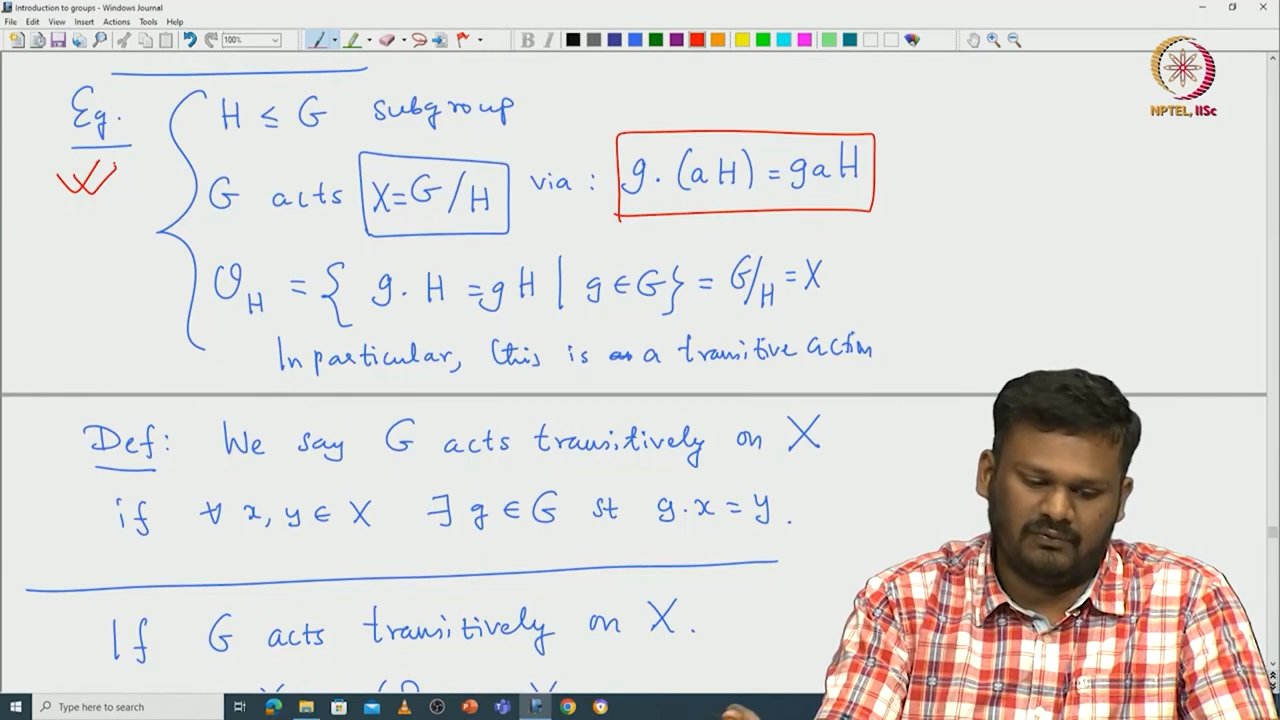 Introduction to groups - Windows Journal
File Edit View Insert Actions Tools Help
100%
NPTEL, IISc
Eg. H ≤ G subgroup
G acts X=G/H via : g. (aH) = gaH
O_H = { g. H = gH | g ∈ G } = G/H = X
In particular, this is a transitive action
Def: We say G acts transitively on X
if ∀ x, y ∈ X ∃ g ∈ G st g.x = y .
If G acts transitively on X.
Type here to search